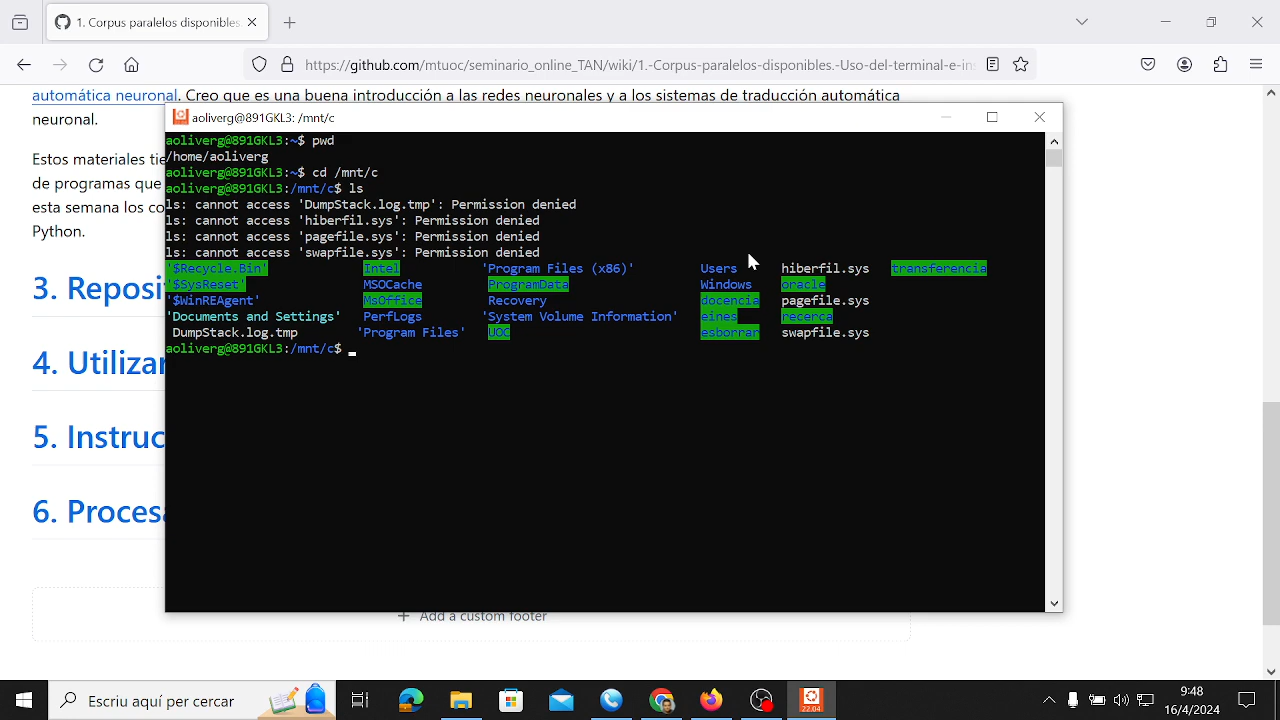 1. Corpus paralelos disponibles.
https://github.com/mtuoc/seminario_online_TAN/wiki/1.-Corpus-paralelos-disponibles.-Uso-del-terminal-e-ins
automática neuronal. Creo que es una buena introducción a las redes neuronales y a los sistemas de traducción automática
neuronal.
Estos materiales tie
de programas que
esta semana los co
Python.
3. Reposi
4. Utilizar
5. Instruc
6. Procesa
aoliverg@891GKL3: /mnt/c
aoliverg@891GKL3:~$ pwd
/home/aoliverg
aoliverg@891GKL3:~$ cd /mnt/c
aoliverg@891GKL3:/mnt/c$ ls
ls: cannot access 'DumpStack.log.tmp': Permission denied
ls: cannot access 'hiberfil.sys': Permission denied
ls: cannot access 'pagefile.sys': Permission denied
ls: cannot access 'swapfile.sys': Permission denied
'$Recycle.Bin' Intel 'Program Files (x86)' Users hiberfil.sys transferencia
'$SysReset' MSOCache ProgramData Windows oracle
'$WinREAgent' MsOffice Recovery docencia pagefile.sys
'Documents and Settings' PerfLogs 'System Volume Information' eines recerca
DumpStack.log.tmp 'Program Files' UOC esborrar swapfile.sys
aoliverg@891GKL3:/mnt/c$
Add a custom footer
Escriu aquí per cercar
22.04
9:48
16/4/2024